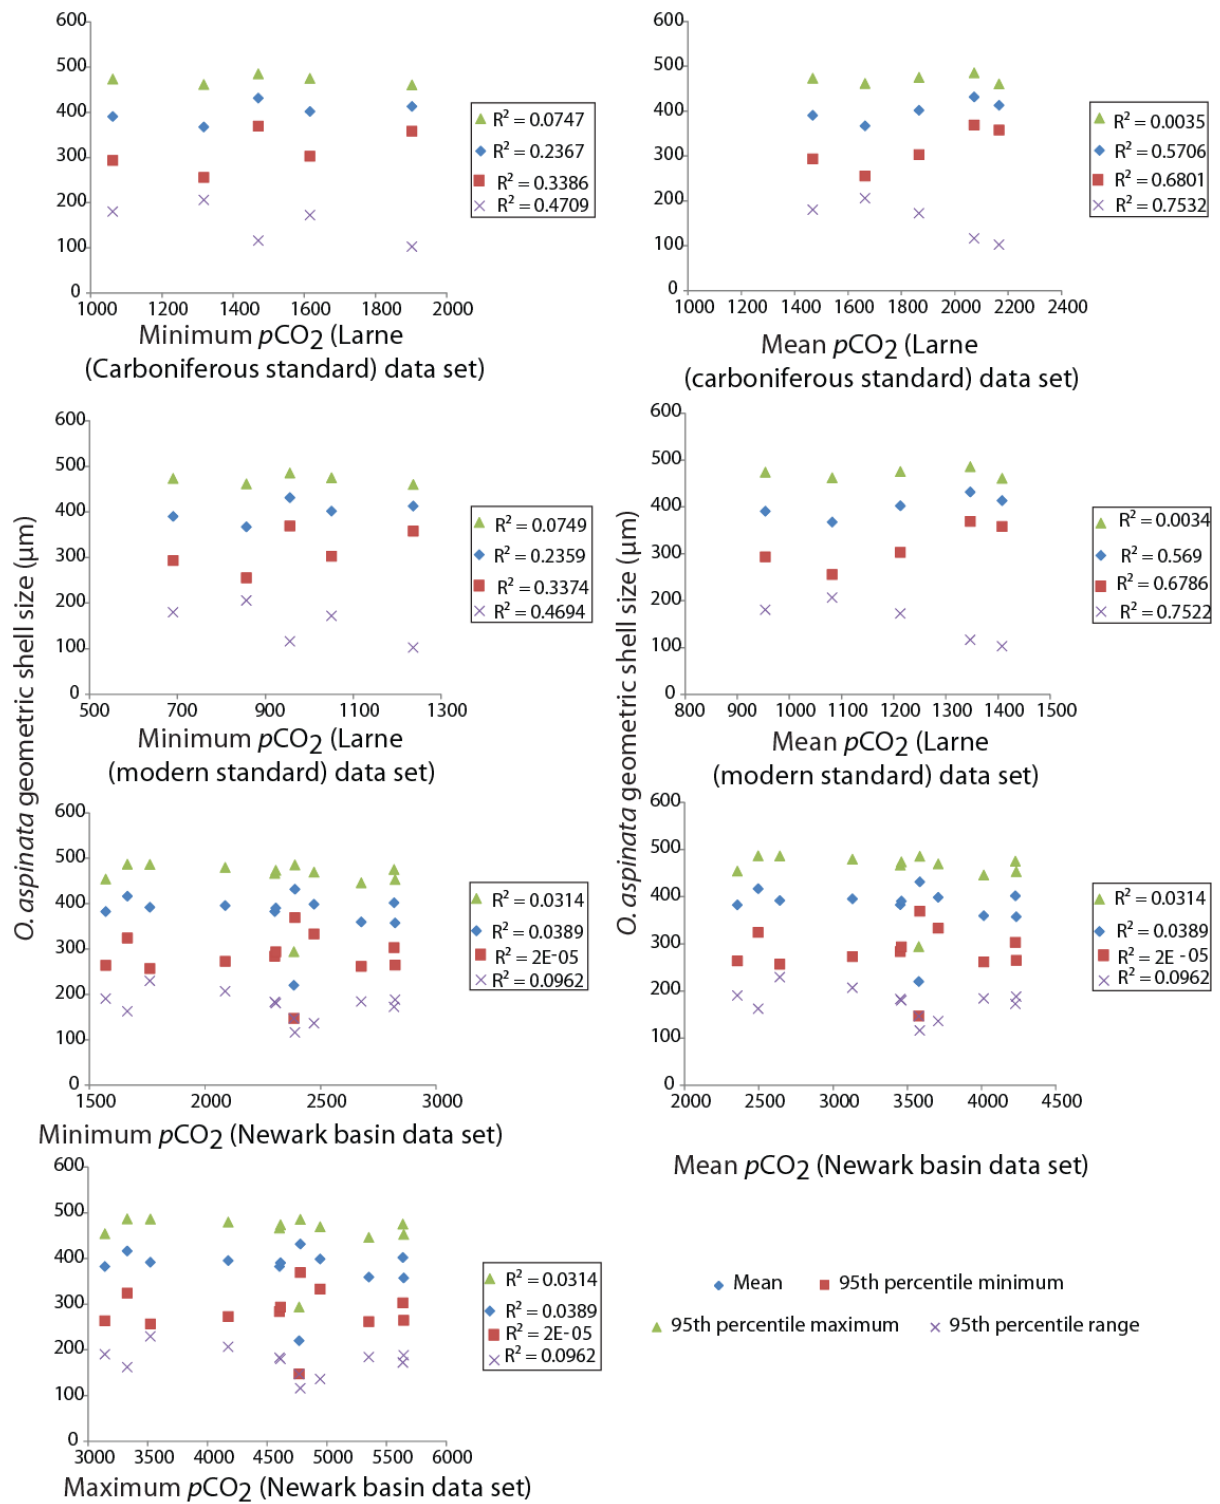 600
500
400
300
200
100
0
1000 1200 1400 1600 1800 2000
R² = 0.0747
R² = 0.2367
R² = 0.3386
R² = 0.4709
Minimum pCO2 (Larne
(Carboniferous standard) data set)
600
500
400
300
200
100
0
1000 1200 1400 1600 1800 2000 2200 2400
R² = 0.0035
R² = 0.5706
R² = 0.6801
R² = 0.7532
Mean pCO2 (Larne
(carboniferous standard) data set)
O. aspinata geometric shell size (µm)
600
500
400
300
200
100
0
500 700 900 1100 1300
R² = 0.0749
R² = 0.2359
R² = 0.3374
R² = 0.4694
Minimum pCO2 (Larne
(modern standard) data set)
O. aspinata geometric shell size (µm)
600
500
400
300
200
100
0
800 900 1000 1100 1200 1300 1400 1500
R² = 0.0034
R² = 0.569
R² = 0.6786
R² = 0.7522
Mean pCO2 (Larne
(modern standard) data set)
600
500
400
300
200
100
0
1500 2000 2500 3000
R² = 0.0314
R² = 0.0389
R² = 2E-05
R² = 0.0962
Minimum pCO2 (Newark basin data set)
600
500
400
300
200
100
0
2000 2500 3000 3500 4000 4500
R² = 0.0314
R² = 0.0389
R² = 2E -05
R² = 0.0962
Mean pCO2 (Newark basin data set)
600
500
400
300
200
100
0
3000 3500 4000 4500 5000 5500 6000
R² = 0.0314
R² = 0.0389
R² = 2E-05
R² = 0.0962
Maximum pCO2 (Newark basin data set)
Mean 95th percentile minimum
95th percentile maximum 95th percentile range